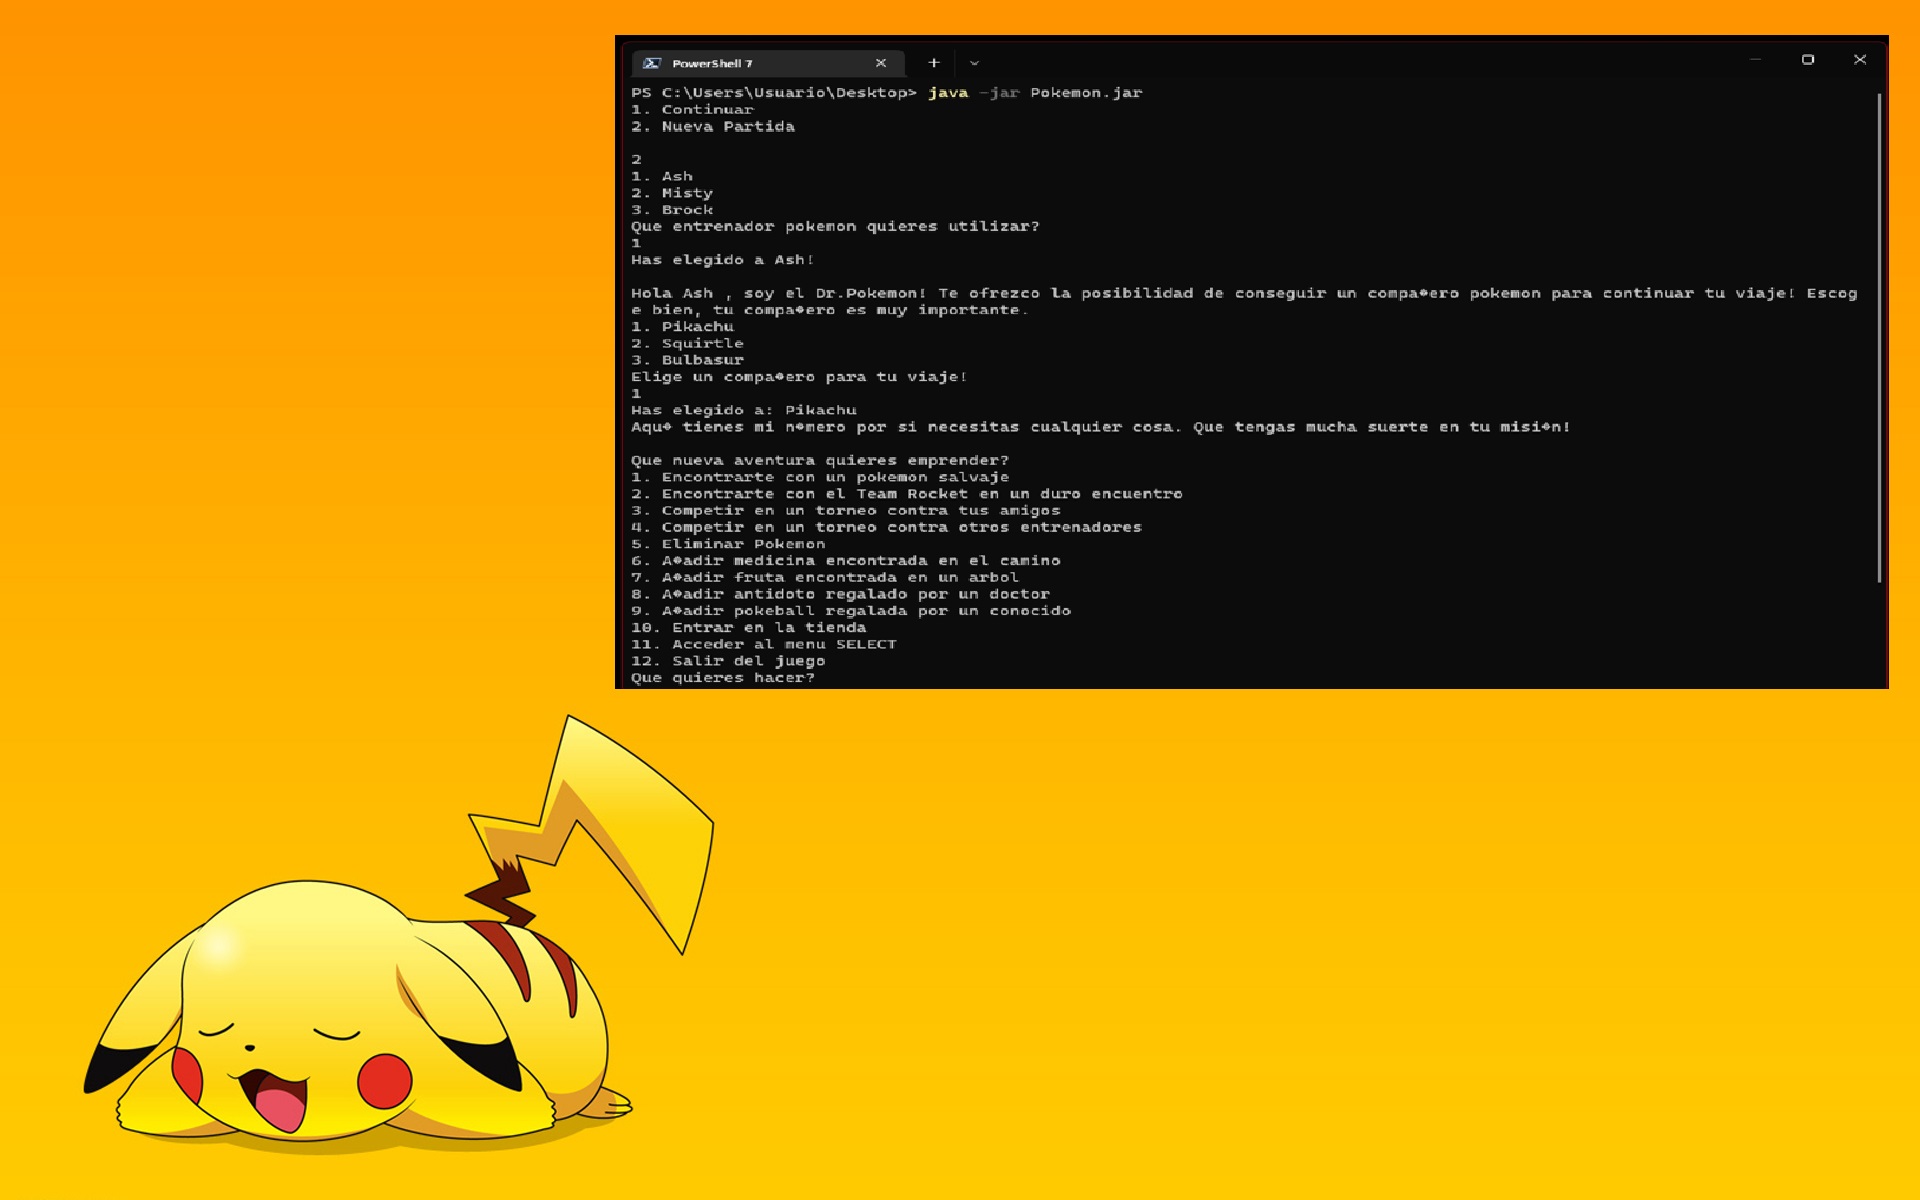 PowerShell 7
PS C:\Users\Usuario\Desktop> java -jar Pokemon.jar
1. Continuar
2. Nueva Partida
2
1. Ash
2. Misty
3. Brock
Que entrenador pokemon quieres utilizar?
1
Has elegido a Ash!
Hola Ash , soy el Dr.Pokemon! Te ofrezco la posibilidad de conseguir un compa�ero pokemon para continuar tu viaje! Escog
e bien, tu compa�ero es muy importante.
1. Pikachu
2. Squirtle
3. Bulbasur
Elige un compa�ero para tu viaje!
1
Has elegido a: Pikachu
Aqu� tienes mi n�mero por si necesitas cualquier cosa. Que tengas mucha suerte en tu misi�n!
Que nueva aventura quieres emprender?
1. Encontrarte con un pokemon salvaje
2. Encontrarte con el Team Rocket en un duro encuentro
3. Competir en un torneo contra tus amigos
4. Competir en un torneo contra otros entrenadores
5. Eliminar Pokemon
6. A�adir medicina encontrada en el camino
7. A�adir fruta encontrada en un arbol
8. A�adir antidoto regalado por un doctor
9. A�adir pokeball regalada por un conocido
10. Entrar en la tienda
11. Acceder al menu SELECT
12. Salir del juego
Que quieres hacer?